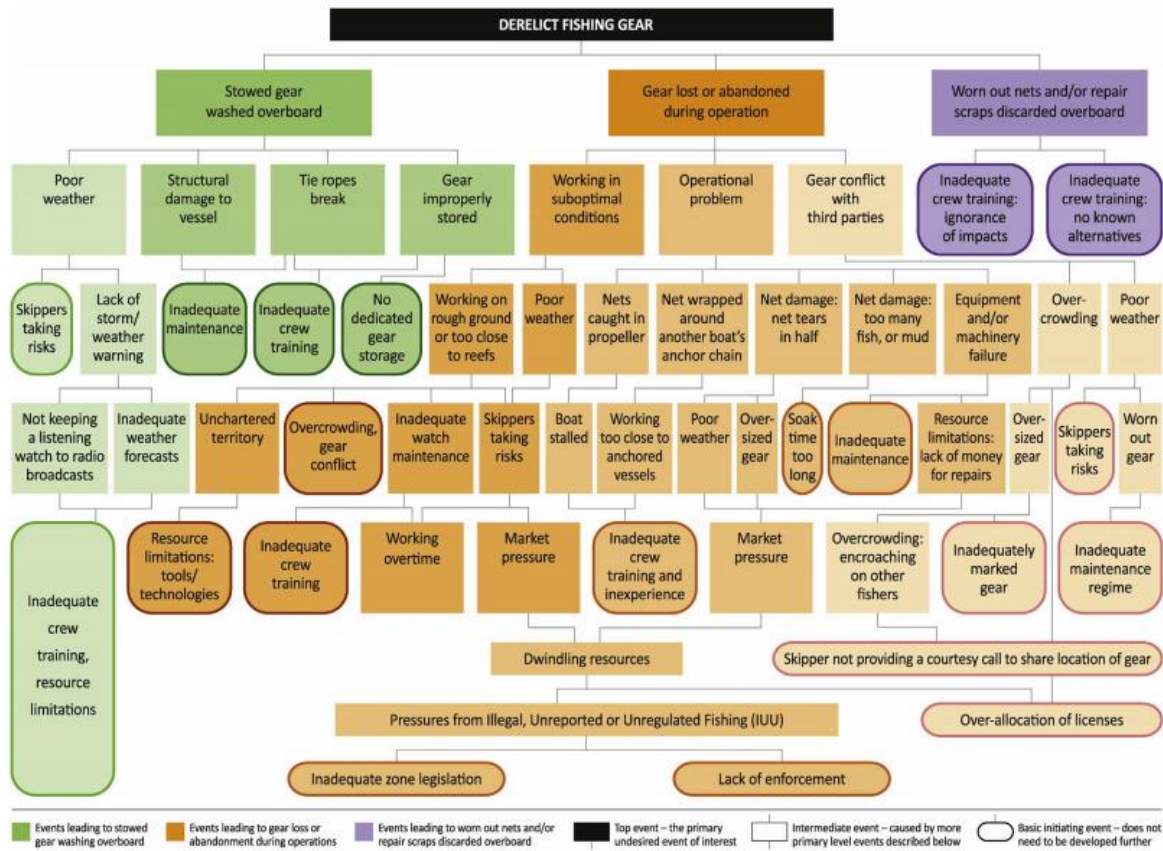 DERELICT FISHING GEAR
Stowed gear
washed overboard
Gear lost or abandoned
during operation
Worn out nets and/or repair
scraps discarded overboard
Poor
weather
Structural
damage to
vessel
Tie ropes
break
Gear
improperly
stored
Working in
suboptimal
conditions
Operational
problem
Gear conflict
with
third parties
Inadequate
crew training:
ignorance
of impacts
Inadequate
crew training:
no known
alternatives
Skippers
taking
risks
Lack of
storm/
weather
warning
Inadequate
maintenance
Inadequate
crew
training
No
dedicated
gear
storage
Working on
rough ground
or too close
to reefs
Poor
weather
Nets
caught in
propeller
Net wrapped
around
another boat's
anchor chain
Net damage:
net tears
in half
Net damage:
too many
fish, or mud
Equipment
and/or
machinery
failure
Over-
crowding
Poor
weather
Not keeping
a listening
watch to radio
broadcasts
Inadequate
weather
forecasts
Unchartered
territory
Overcrowding,
gear
conflict
Inadequate
watch
maintenance
Skippers
taking
risks
Boat
stalled
Working
too close to
anchored
vessels
Poor
weather
Over-
sized
gear
Soak
time
too
long
Inadequate
maintenance
Resource
limitations:
lack of money
for repairs
Over-
sized
gear
Skippers
taking
risks
Worn
out
gear
Inadequate
crew
training,
resource
limitations
Resource
limitations:
tools/
technologies
Inadequate
crew
training
Working
overtime
Market
pressure
Inadequate
crew
training and
inexperience
Market
pressure
Overcrowding:
encroaching
on other
fishers
Inadequately
marked
gear
Inadequate
maintenance
regime
Dwindling resources
Skipper not providing a courtesy call to share location of gear
Pressures from Illegal, Unreported or Unregulated Fishing (IUU)
Over-allocation of licenses
Inadequate zone legislation
Lack of enforcement
Events leading to stowed
gear washing overboard
Events leading to gear loss or
abandonment during operations
Events leading to worn out nets and/or
repair scraps discarded overboard
Top event – the primary
undesired event of interest
Intermediate event – caused by more
primary level events described below
Basic initiating event – does not
need to be developed further